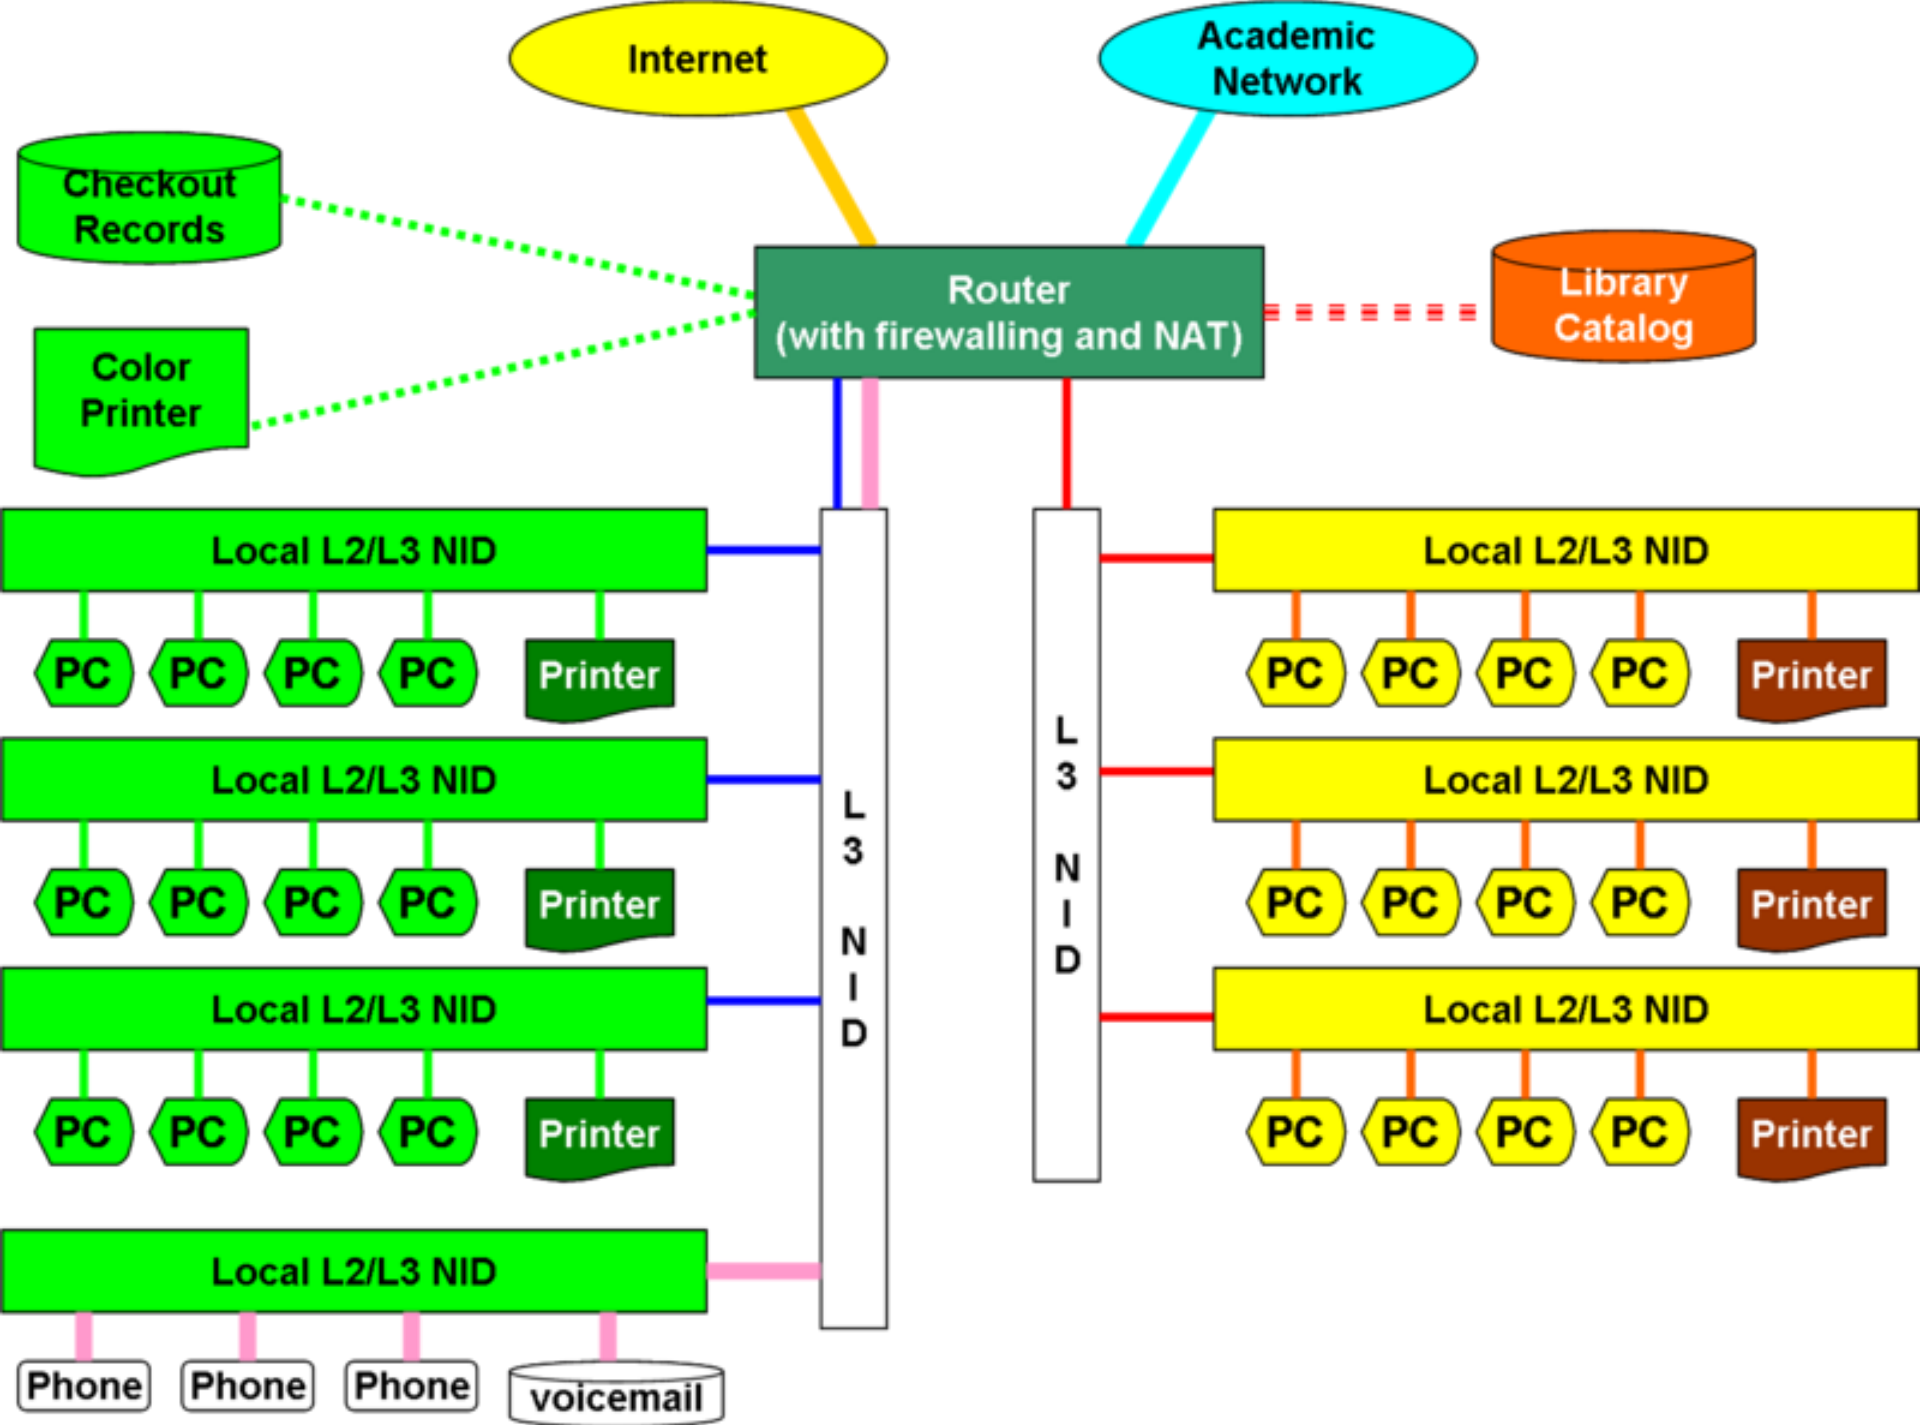 Internet
Academic
Network
Checkout
Records
Router
(with firewalling and NAT)
Library
Catalog
Color
Printer
Local L2/L3 NID
Local L2/L3 NID
PC PC PC PC Printer
PC PC PC PC Printer
Local L2/L3 NID
Local L2/L3 NID
PC PC PC PC Printer
PC PC PC PC Printer
Local L2/L3 NID
Local L2/L3 NID
PC PC PC PC Printer
PC PC PC PC Printer
L
3
N
I
D
L
3
N
I
D
Local L2/L3 NID
Phone Phone Phone voicemail